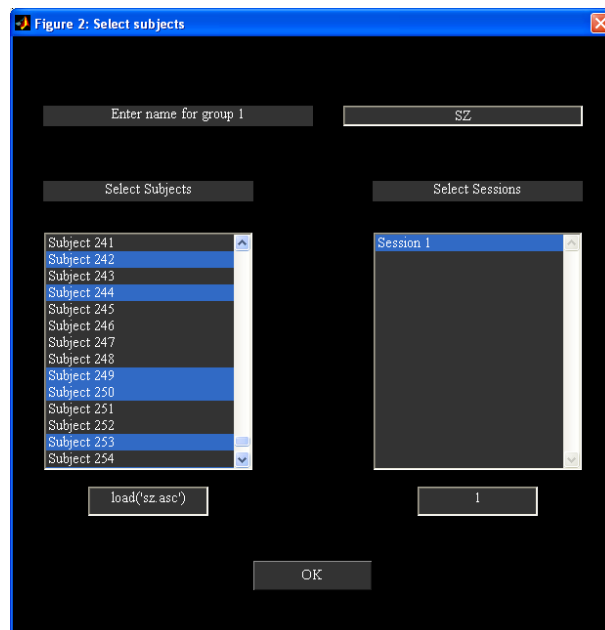 Figure 2: Select subjects
Enter name for group 1
SZ
Select Subjects
Select Sessions
Subject 241
Subject 242
Subject 243
Subject 244
Subject 245
Subject 246
Subject 247
Subject 248
Subject 249
Subject 250
Subject 251
Subject 252
Subject 253
Subject 254
Session 1
load('sz.asc')
1
OK